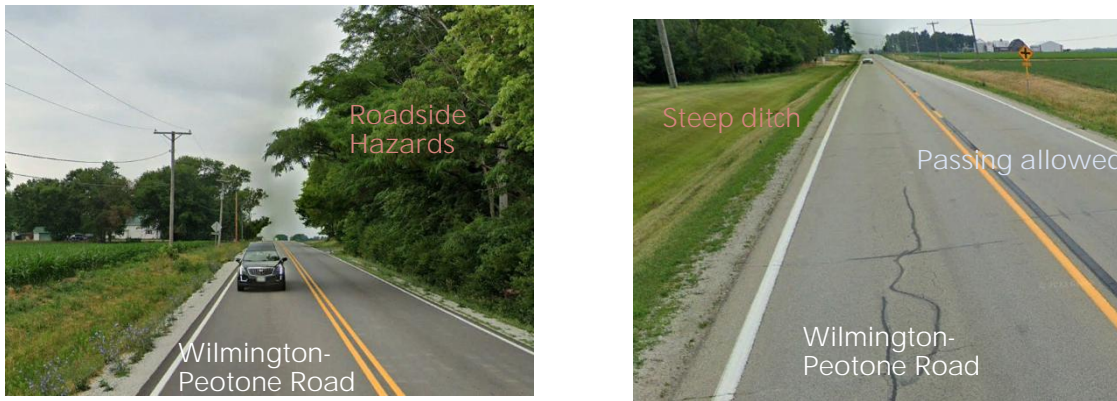 Roadside
Hazards
Wilmington-
Peotone Road
Steep ditch
Passing allowed
Wilmington-
Peotone Road